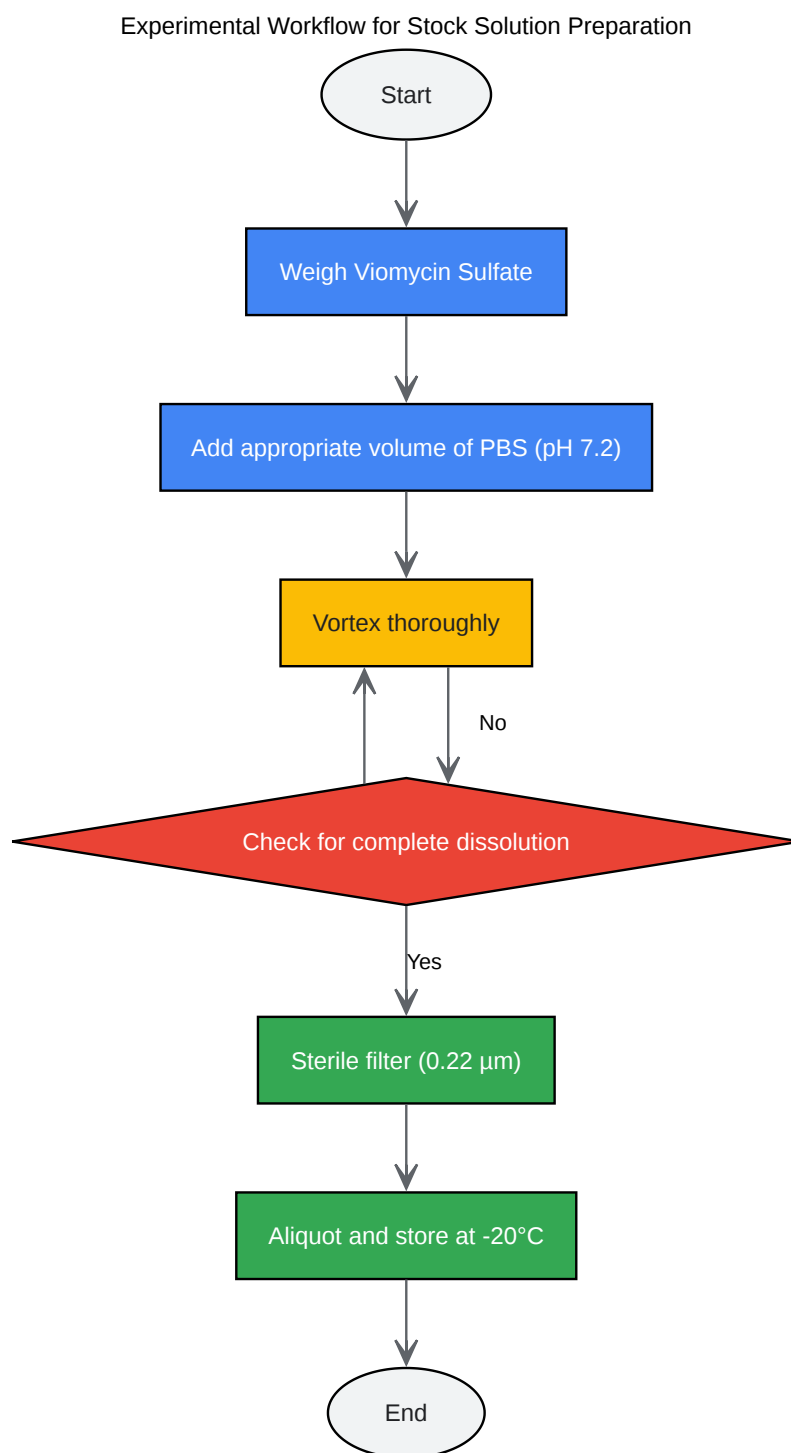 Experimental Workflow for Stock Solution Preparation
Start
Weigh Viomycin Sulfate
Add appropriate volume of PBS (pH 7.2)
Vortex thoroughly
No
Check for complete dissolution
Yes
Sterile filter (0.22 µm)
Aliquot and store at -20°C
End